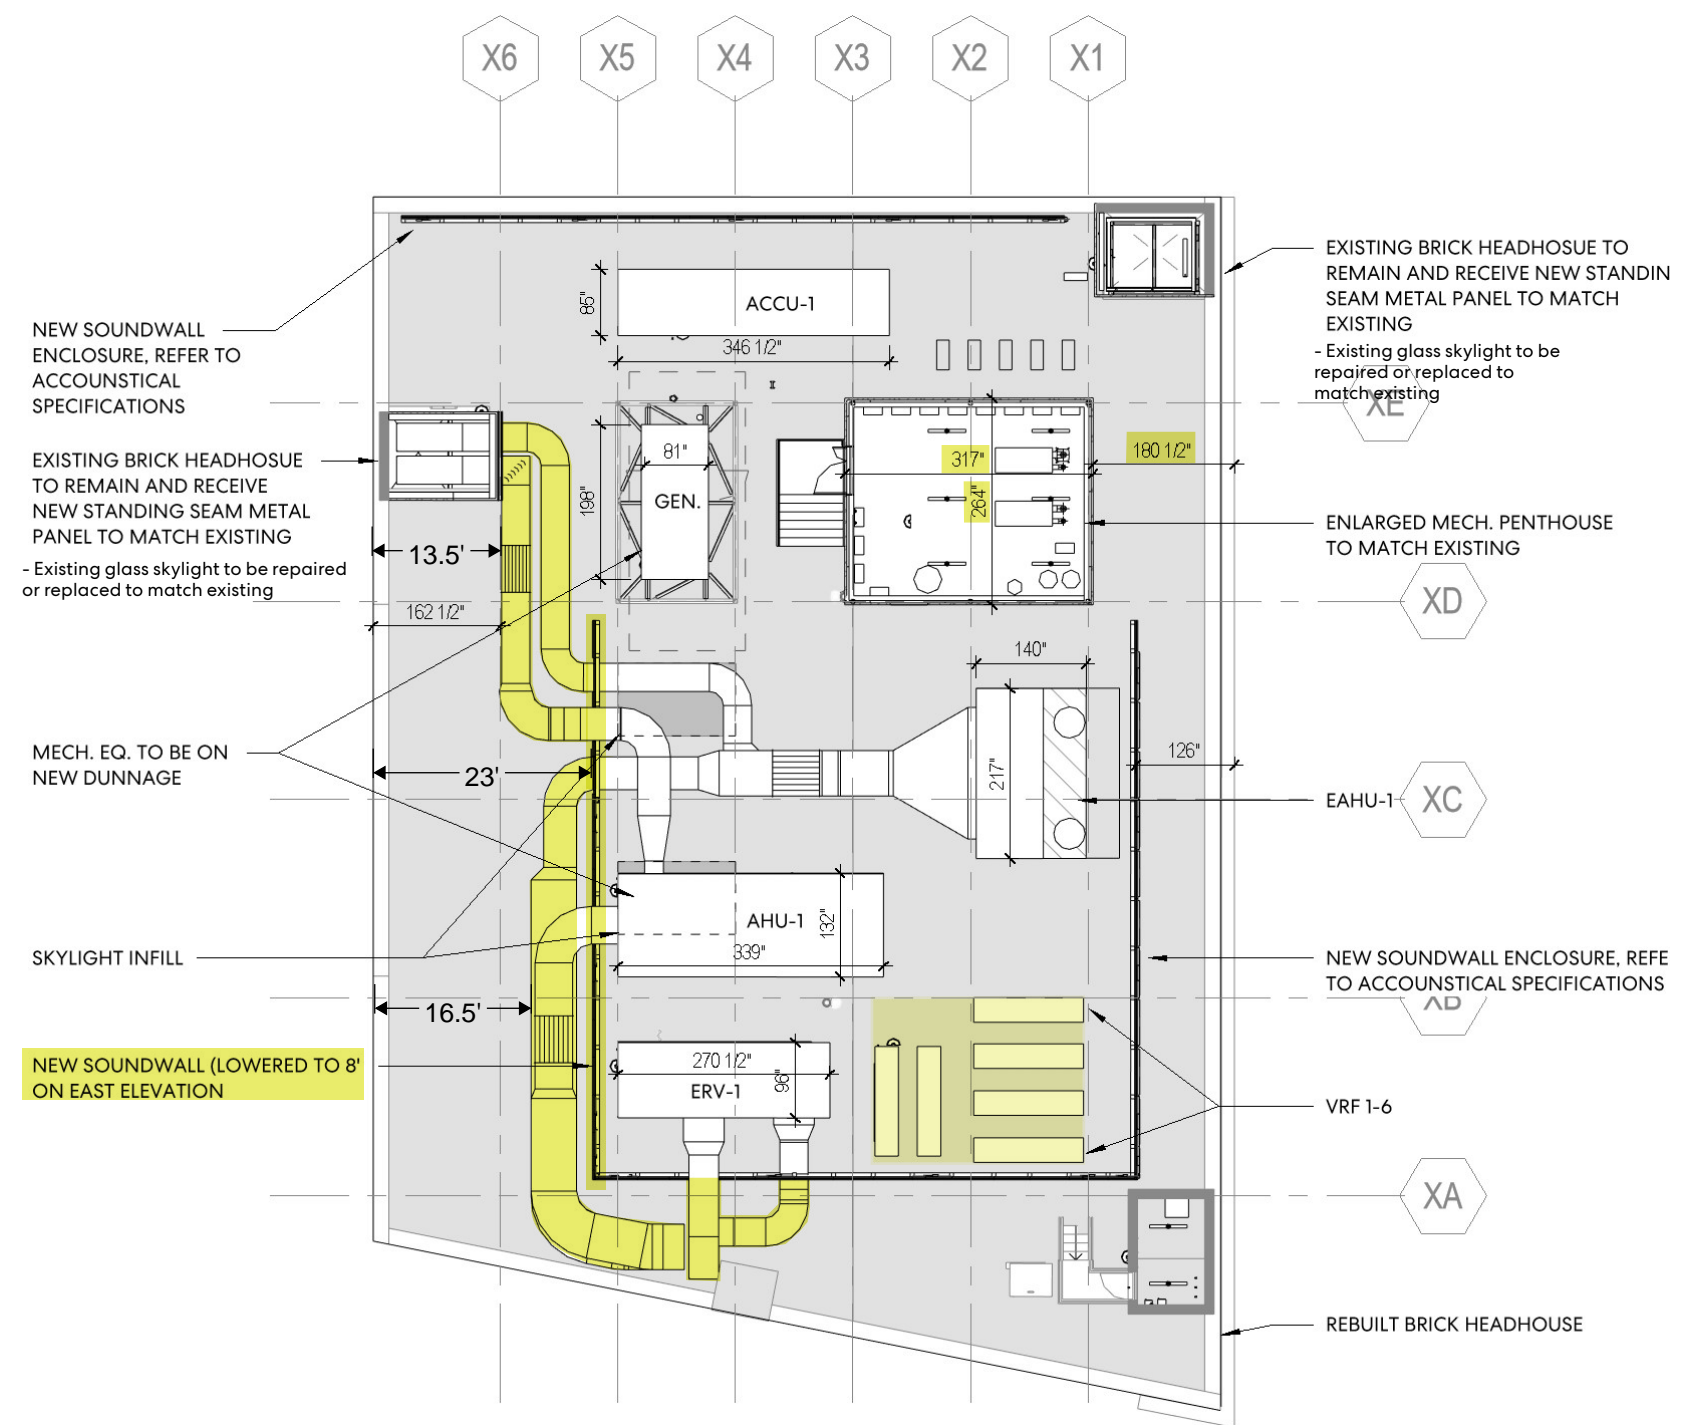 X6
X5
X4
X3
X2
X1
EXISTING BRICK HEADHOSUE TO
REMAIN AND RECEIVE NEW STANDIN
SEAM METAL PANEL TO MATCH
EXISTING
- Existing glass skylight to be
repaired or replaced to
match existing
XE
NEW SOUNDWALL
ENCLOSURE, REFER TO
ACCOUNSTICAL
SPECIFICATIONS
85"
ACCU-1
346 1/2"
EXISTING BRICK HEADHOSUE
TO REMAIN AND RECEIVE
NEW STANDING SEAM METAL
PANEL TO MATCH EXISTING
- Existing glass skylight to be repaired
or replaced to match existing
81"
198"
GEN.
317"
264"
180 1/2"
ENLARGED MECH. PENTHOUSE
TO MATCH EXISTING
13.5'
162 1/2"
XD
140"
MECH. EQ. TO BE ON
NEW DUNNAGE
23'
217"
126"
EAHU-1
XC
AHU-1
132"
339"
SKYLIGHT INFILL
NEW SOUNDWALL ENCLOSURE, REFE
TO ACCOUNSTICAL SPECIFICATIONS
XB
16.5'
NEW SOUNDWALL (LOWERED TO 8'
ON EAST ELEVATION
270 1/2"
96"
ERV-1
VRF 1-6
XA
REBUILT BRICK HEADHOUSE